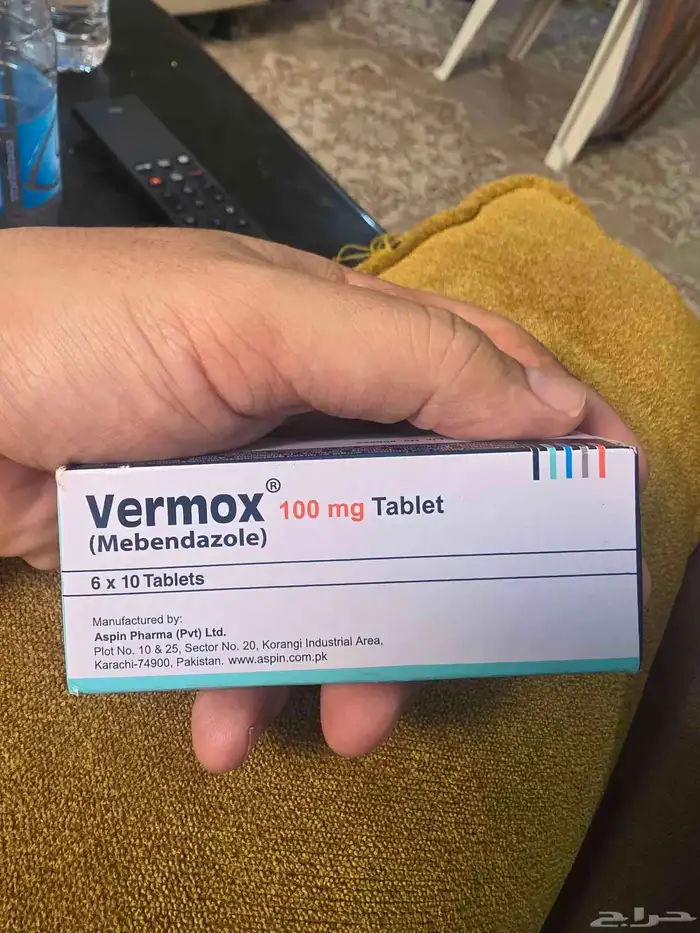 Vermox® 100 mg Tablet
(Mebendazole)
6 x 10 Tablets
Manufactured by:
Aspin Pharma (Pvt) Ltd.
Plot No. 10 & 25, Sector No. 20, Korangi Industrial Area,
Karachi-74900, Pakistan. www.aspin.com.pk
حراج